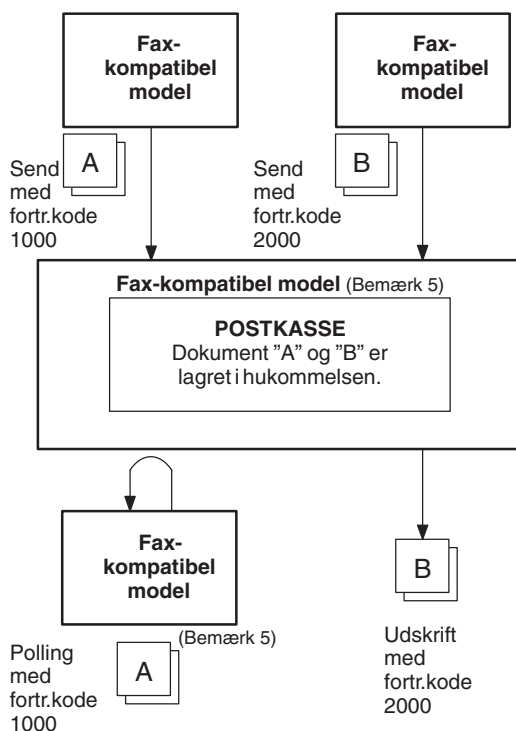 Fax-
kompatibel
model
Fax-
kompatibel
model
A
Send
med
fortr.kode
1000
B
Send
med
fortr.kode
2000
Fax-kompatibel model (Bemærk 5)
POSTKASSE
Dokument ”A” og ”B” er
lagret i hukommelsen.
Fax-
kompatibel
model
(Bemærk 5)
Polling
med
fortr.kode
1000
A
B
Udskrift
med
fortr.kode
2000